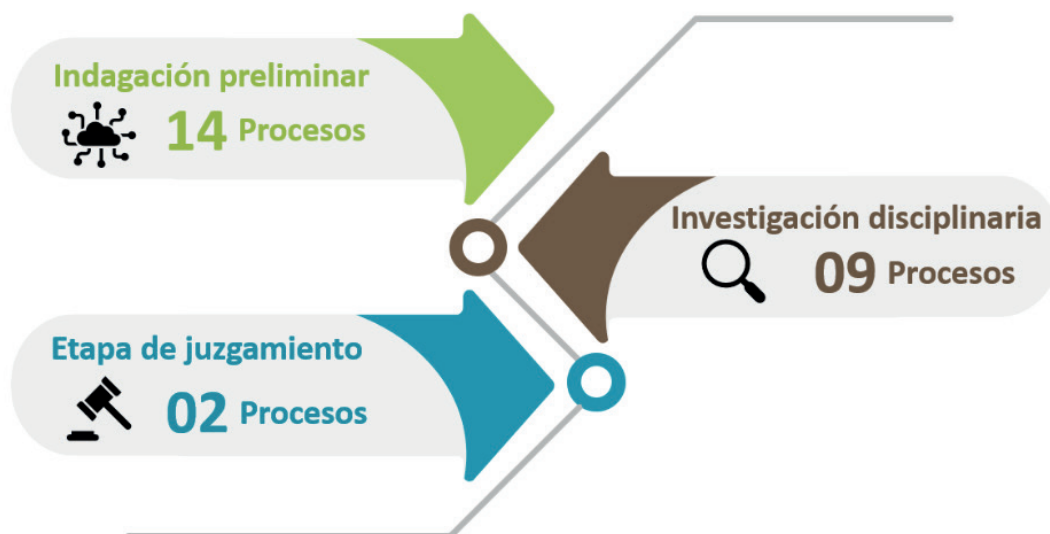 Indagación preliminar
14 Procesos
Investigación disciplinaria
09 Procesos
Etapa de juzgamiento
02 Procesos